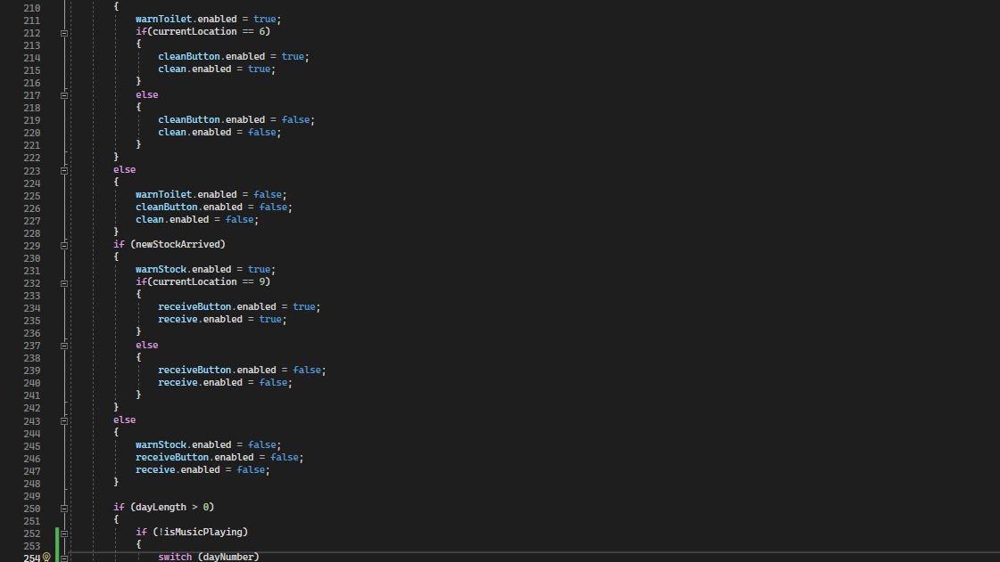 210 {
211 warnToilet.enabled = true;
212 if(currentLocation == 6)
213 {
214 cleanButton.enabled = true;
215 clean.enabled = true;
216 }
217 else
218 {
219 cleanButton.enabled = false;
220 clean.enabled = false;
221 }
222 }
223 else
224 {
225 warnToilet.enabled = false;
226 cleanButton.enabled = false;
227 clean.enabled = false;
228 }
229 if (newStockArrived)
230 {
231 warnStock.enabled = true;
232 if(currentLocation == 9)
233 {
234 receiveButton.enabled = true;
235 receive.enabled = true;
236 }
237 else
238 {
239 receiveButton.enabled = false;
240 receive.enabled = false;
241 }
242 }
243 else
244 {
245 warnStock.enabled = false;
246 receiveButton.enabled = false;
247 receive.enabled = false;
248 }
249
250 if (dayLength > 0)
251 {
252 if (!isMusicPlaying)
253 {
254 switch (dayNumber)